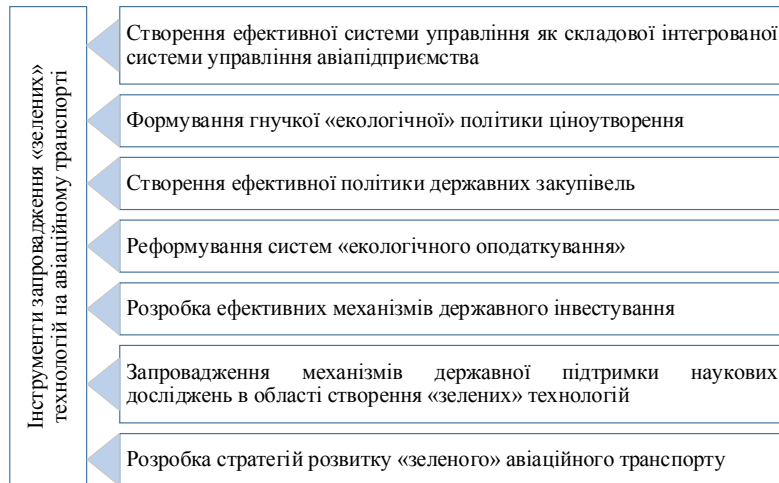 Інструменти запровадження «зелених»
технологій на авіаційному транспорті
Створення ефективної системи управління як складової інтегрованої
системи управління авіапідприємства
Формування гнучкої «екологічної» політики ціноутворення
Створення ефективної політики державних закупівель
Реформування систем «екологічного оподаткування»
Розробка ефективних механізмів державного інвестування
Запровадження механізмів державної підтримки наукових
досліджень в області створення «зелених» технологій
Розробка стратегій розвитку «зеленого» авіаційного транспорту